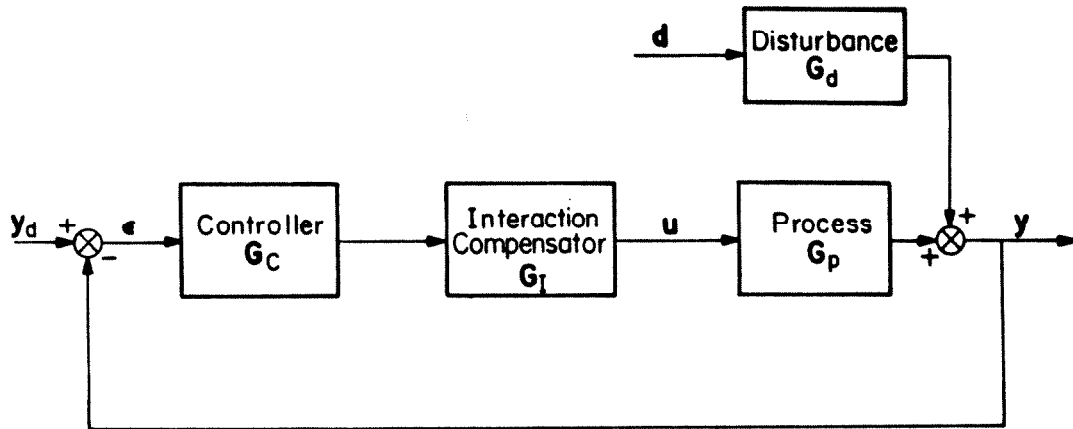 d
Disturbance
G_d
y_d
+
-
ϵ
Controller
G_C
Interaction
Compensator
G_I
u
Process
G_p
+
+
y